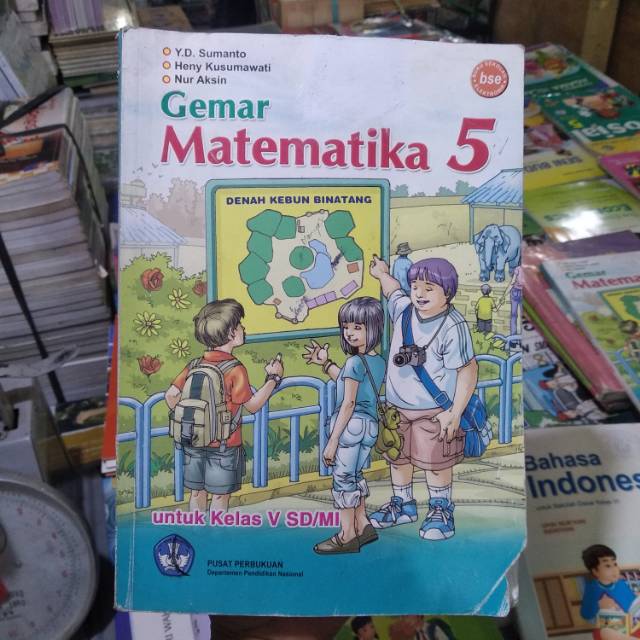 Y.D. Sumanto
Heny Kusumawati
Nur Aksin
bse
Gemar
Matematika 5
DENAH KEBUN BINATANG
untuk Kelas V SD/MI
PUSAT PERBUKUAN
Departemen Pendidikan Nasional
Gemar
Matema
Bahasa
Indones